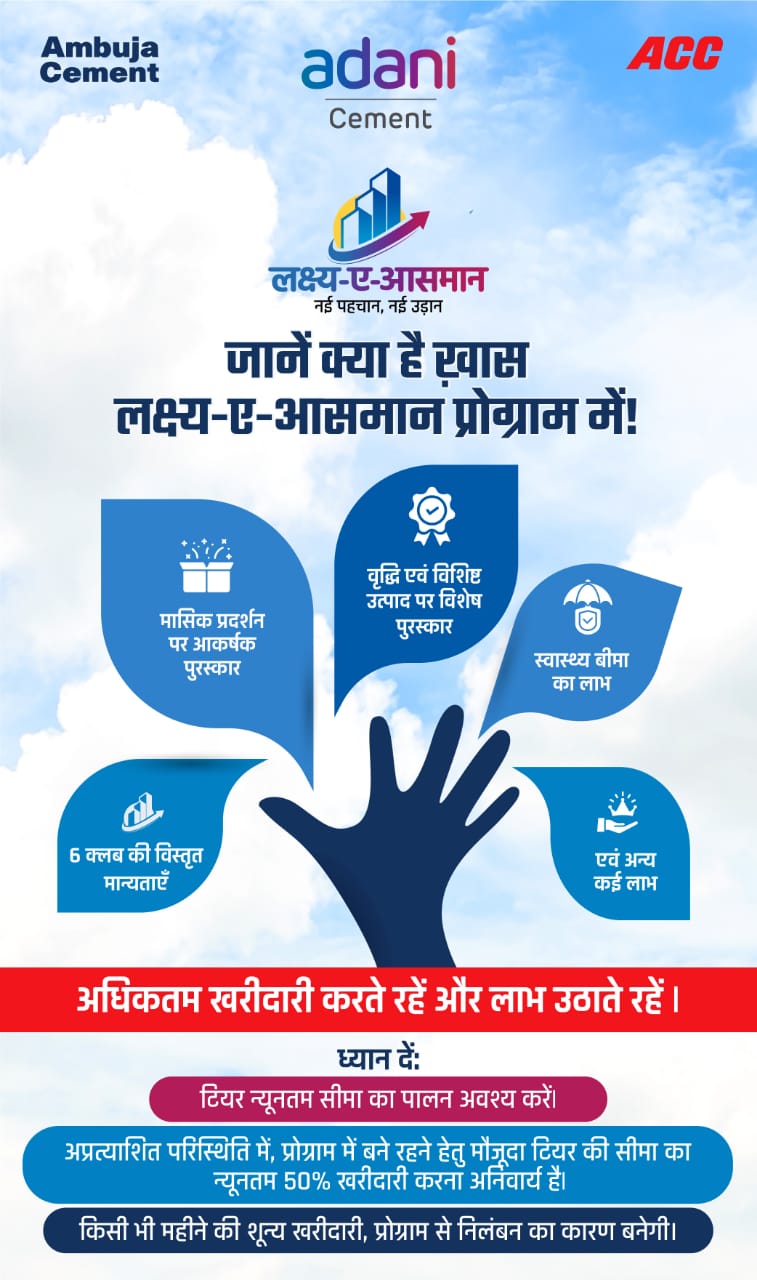 Ambuja
Cement
adani
Cement
ACC
लक्ष्य-ए-आसमान
नई पहचान, नई उड़ान
जानें क्या है ख़ास
लक्ष्य-ए-आसमान प्रोग्राम में!
मासिक प्रदर्शन
पर आकर्षक
पुरस्कार
वृद्धि एवं विशिष्ट
उत्पाद पर विशेष
पुरस्कार
स्वास्थ्य बीमा
का लाभ
6 क्लब की विस्तृत
मान्यताएँ
एवं अन्य
कई लाभ
अधिकतम खरीदारी करते रहें और लाभ उठाते रहें ।
ध्यान दें:
टियर न्यूनतम सीमा का पालन अवश्य करें।
अप्रत्याशित परिस्थिति में, प्रोग्राम में बने रहने हेतु मौजूदा टियर की सीमा का
न्यूनतम 50% खरीदारी करना अनिवार्य है।
किसी भी महीने की शून्य खरीदारी, प्रोग्राम से निलंबन का कारण बनेगी।